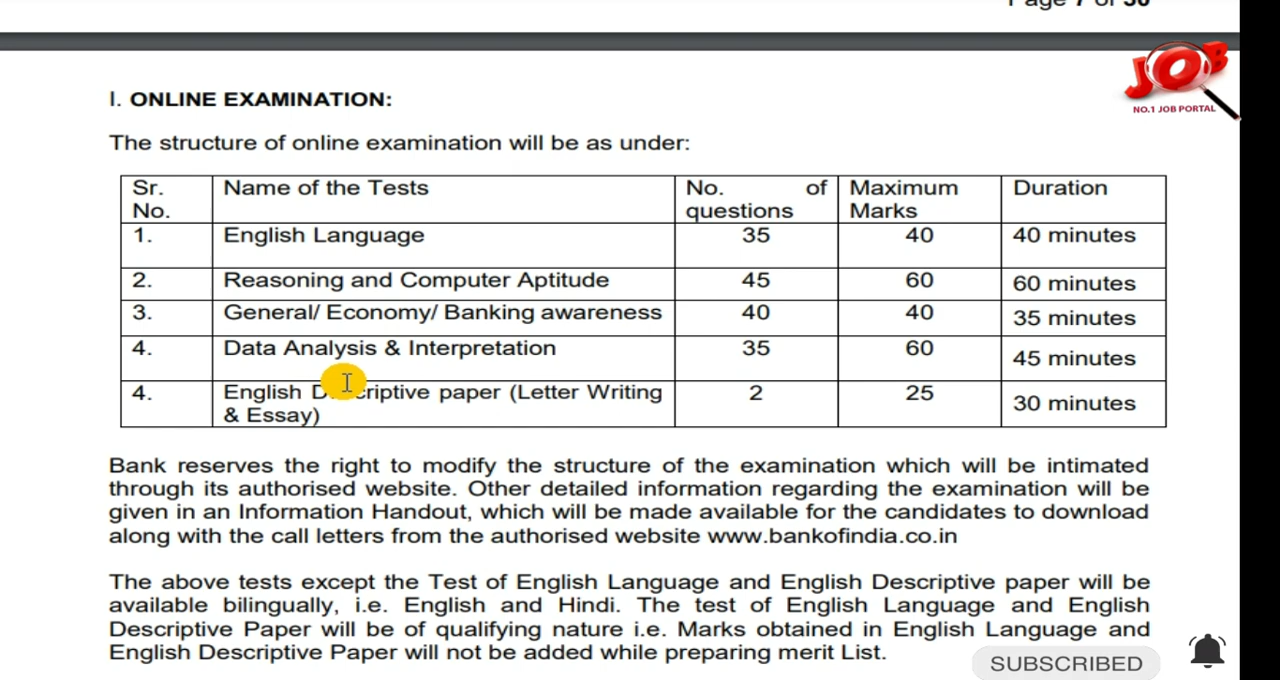 Page 7 of 30
JOB
NO.1 JOB PORTAL
I. ONLINE EXAMINATION:
The structure of online examination will be as under:
Sr. No. Name of the Tests No. of questions Maximum Marks Duration
1. English Language 35 40 40 minutes
2. Reasoning and Computer Aptitude 45 60 60 minutes
3. General/ Economy/ Banking awareness 40 40 35 minutes
4. Data Analysis & Interpretation 35 60 45 minutes
4. English Descriptive paper (Letter Writing 2 25 30 minutes
& Essay)
Bank reserves the right to modify the structure of the examination which will be intimated
through its authorised website. Other detailed information regarding the examination will be
given in an Information Handout, which will be made available for the candidates to download
along with the call letters from the authorised website www.bankofindia.co.in
The above tests except the Test of English Language and English Descriptive paper will be
available bilingually, i.e. English and Hindi. The test of English Language and English
Descriptive Paper will be of qualifying nature i.e. Marks obtained in English Language and
English Descriptive Paper will not be added while preparing merit List.
SUBSCRIBED